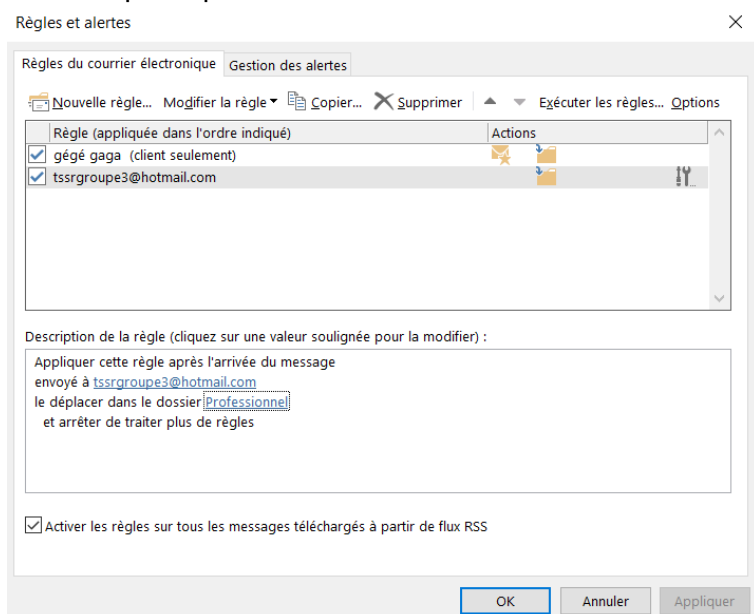 Règles et alertes
Règles du courrier électronique Gestion des alertes
Nouvelle règle... Modifier la règle Copier... Supprimer Exécuter les règles... Options
Règle (appliquée dans l'ordre indiqué) Actions
gégé gaga (client seulement)
tssrgroupe3@hotmail.com
Description de la règle (cliquez sur une valeur soulignée pour la modifier) :
Appliquer cette règle après l'arrivée du message
envoyé à tssrgroupe3@hotmail.com
le déplacer dans le dossier Professionnel
et arrêter de traiter plus de règles
Activer les règles sur tous les messages téléchargés à partir de flux RSS
OK Annuler Appliquer